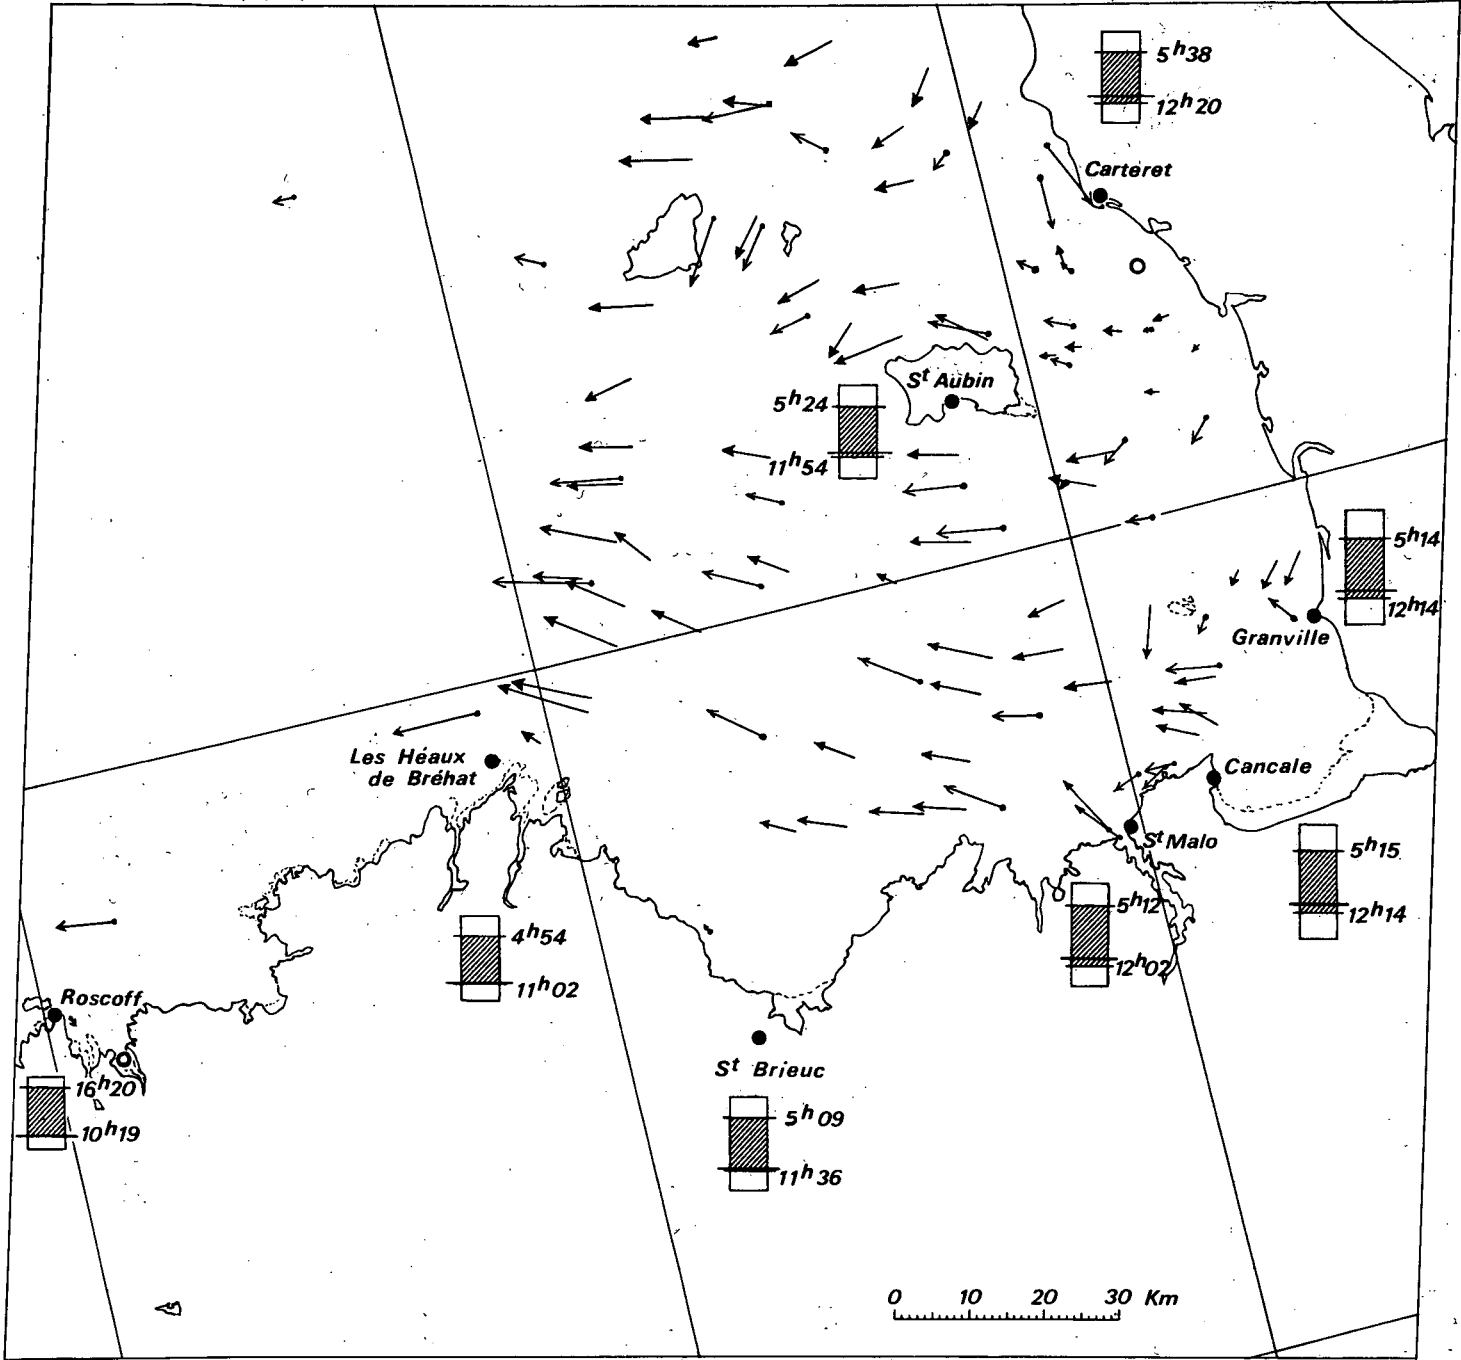 5h38
12h20
Carteret
St Aubin
5h24
11h54
5h14
12h14
Granville
Les Héaux
de Bréhat
Cancale
St Malo
5h15
12h14
5h12
12h02
4h54
11h02
Roscoff
16h20
10h19
St Brieuc
5h09
11h36
0 10 20 30 Km